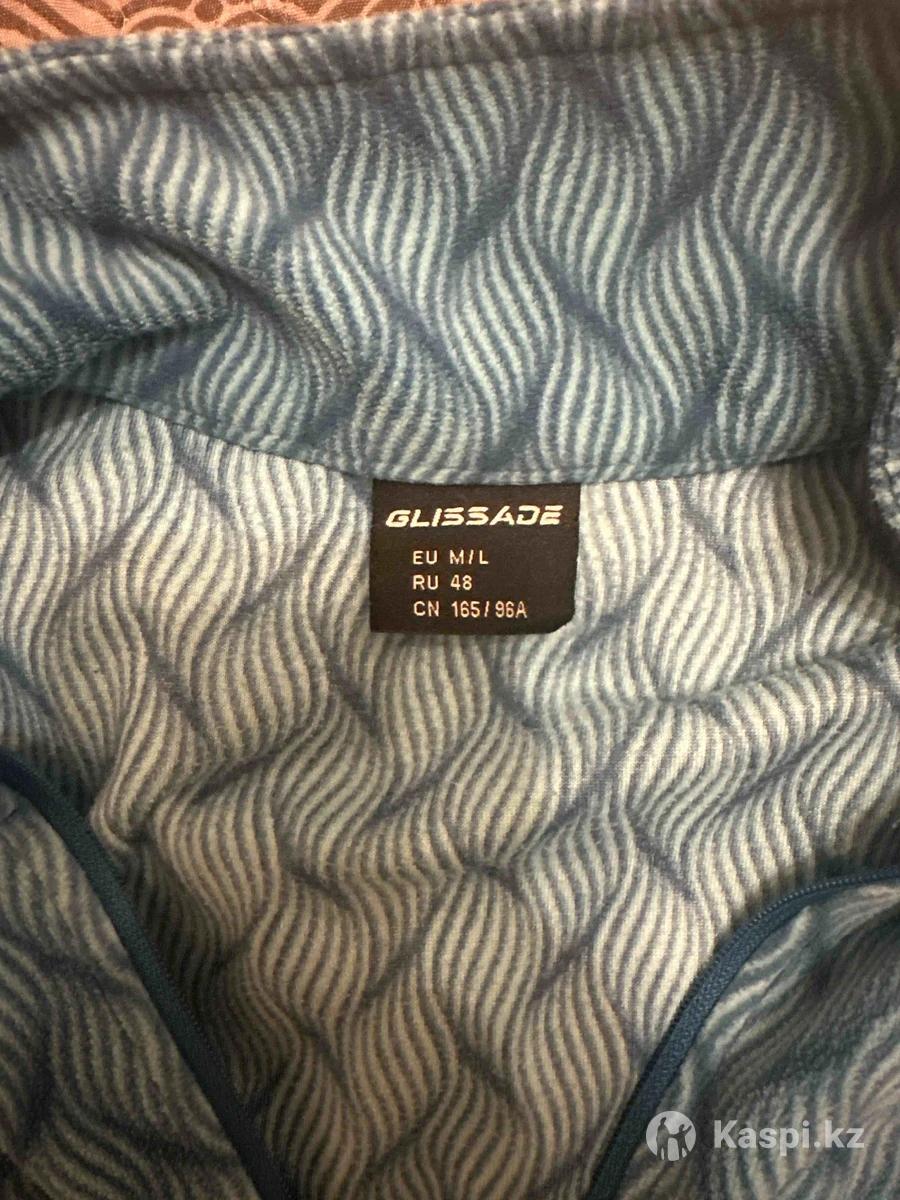 GLISSADE
EU M/L
RU 48
CN 165/96A
Kaspi.kz